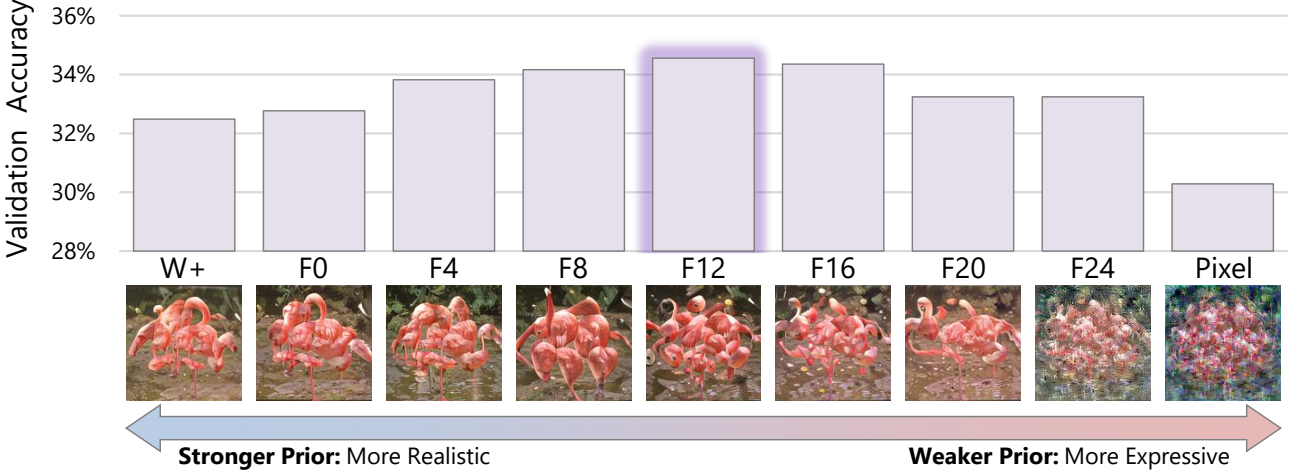 Validation Accuracy
36%
34%
32%
30%
28%
W+ F0 F4 F8 F12 F16 F20 F24 Pixel
Stronger Prior: More Realistic
Weaker Prior: More Expressive